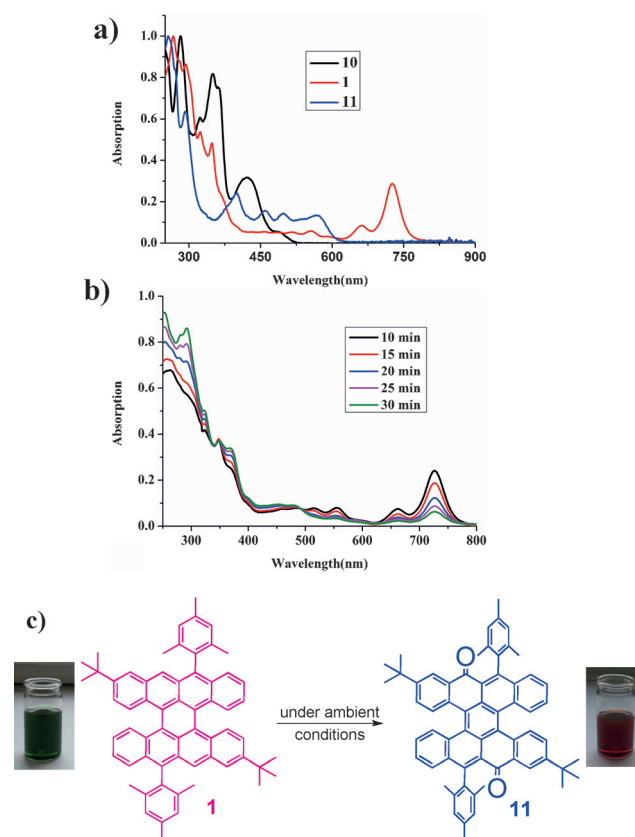 a)
10
1
11
Absorption
1.0
0.8
0.6
0.4
0.2
0.0
300 450 600 750 900
Wavelength(nm)
b)
10 min
15 min
20 min
25 min
30 min
Absorption
1.0
0.8
0.6
0.4
0.2
0.0
300 400 500 600 700 800
Wavelength(nm)
c)
O
under ambient
conditions
O
1
11